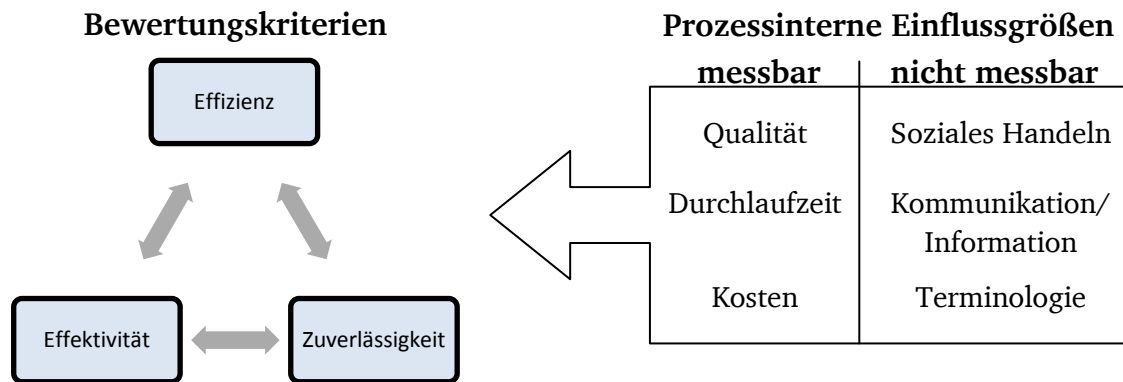 Bewertungskriterien
Effizienz
Effektivität
Zuverlässigkeit
Prozessinterne Einflussgrößen
messbar
nicht messbar
Qualität
Soziales Handeln
Durchlaufzeit
Kommunikation/
Information
Kosten
Terminologie